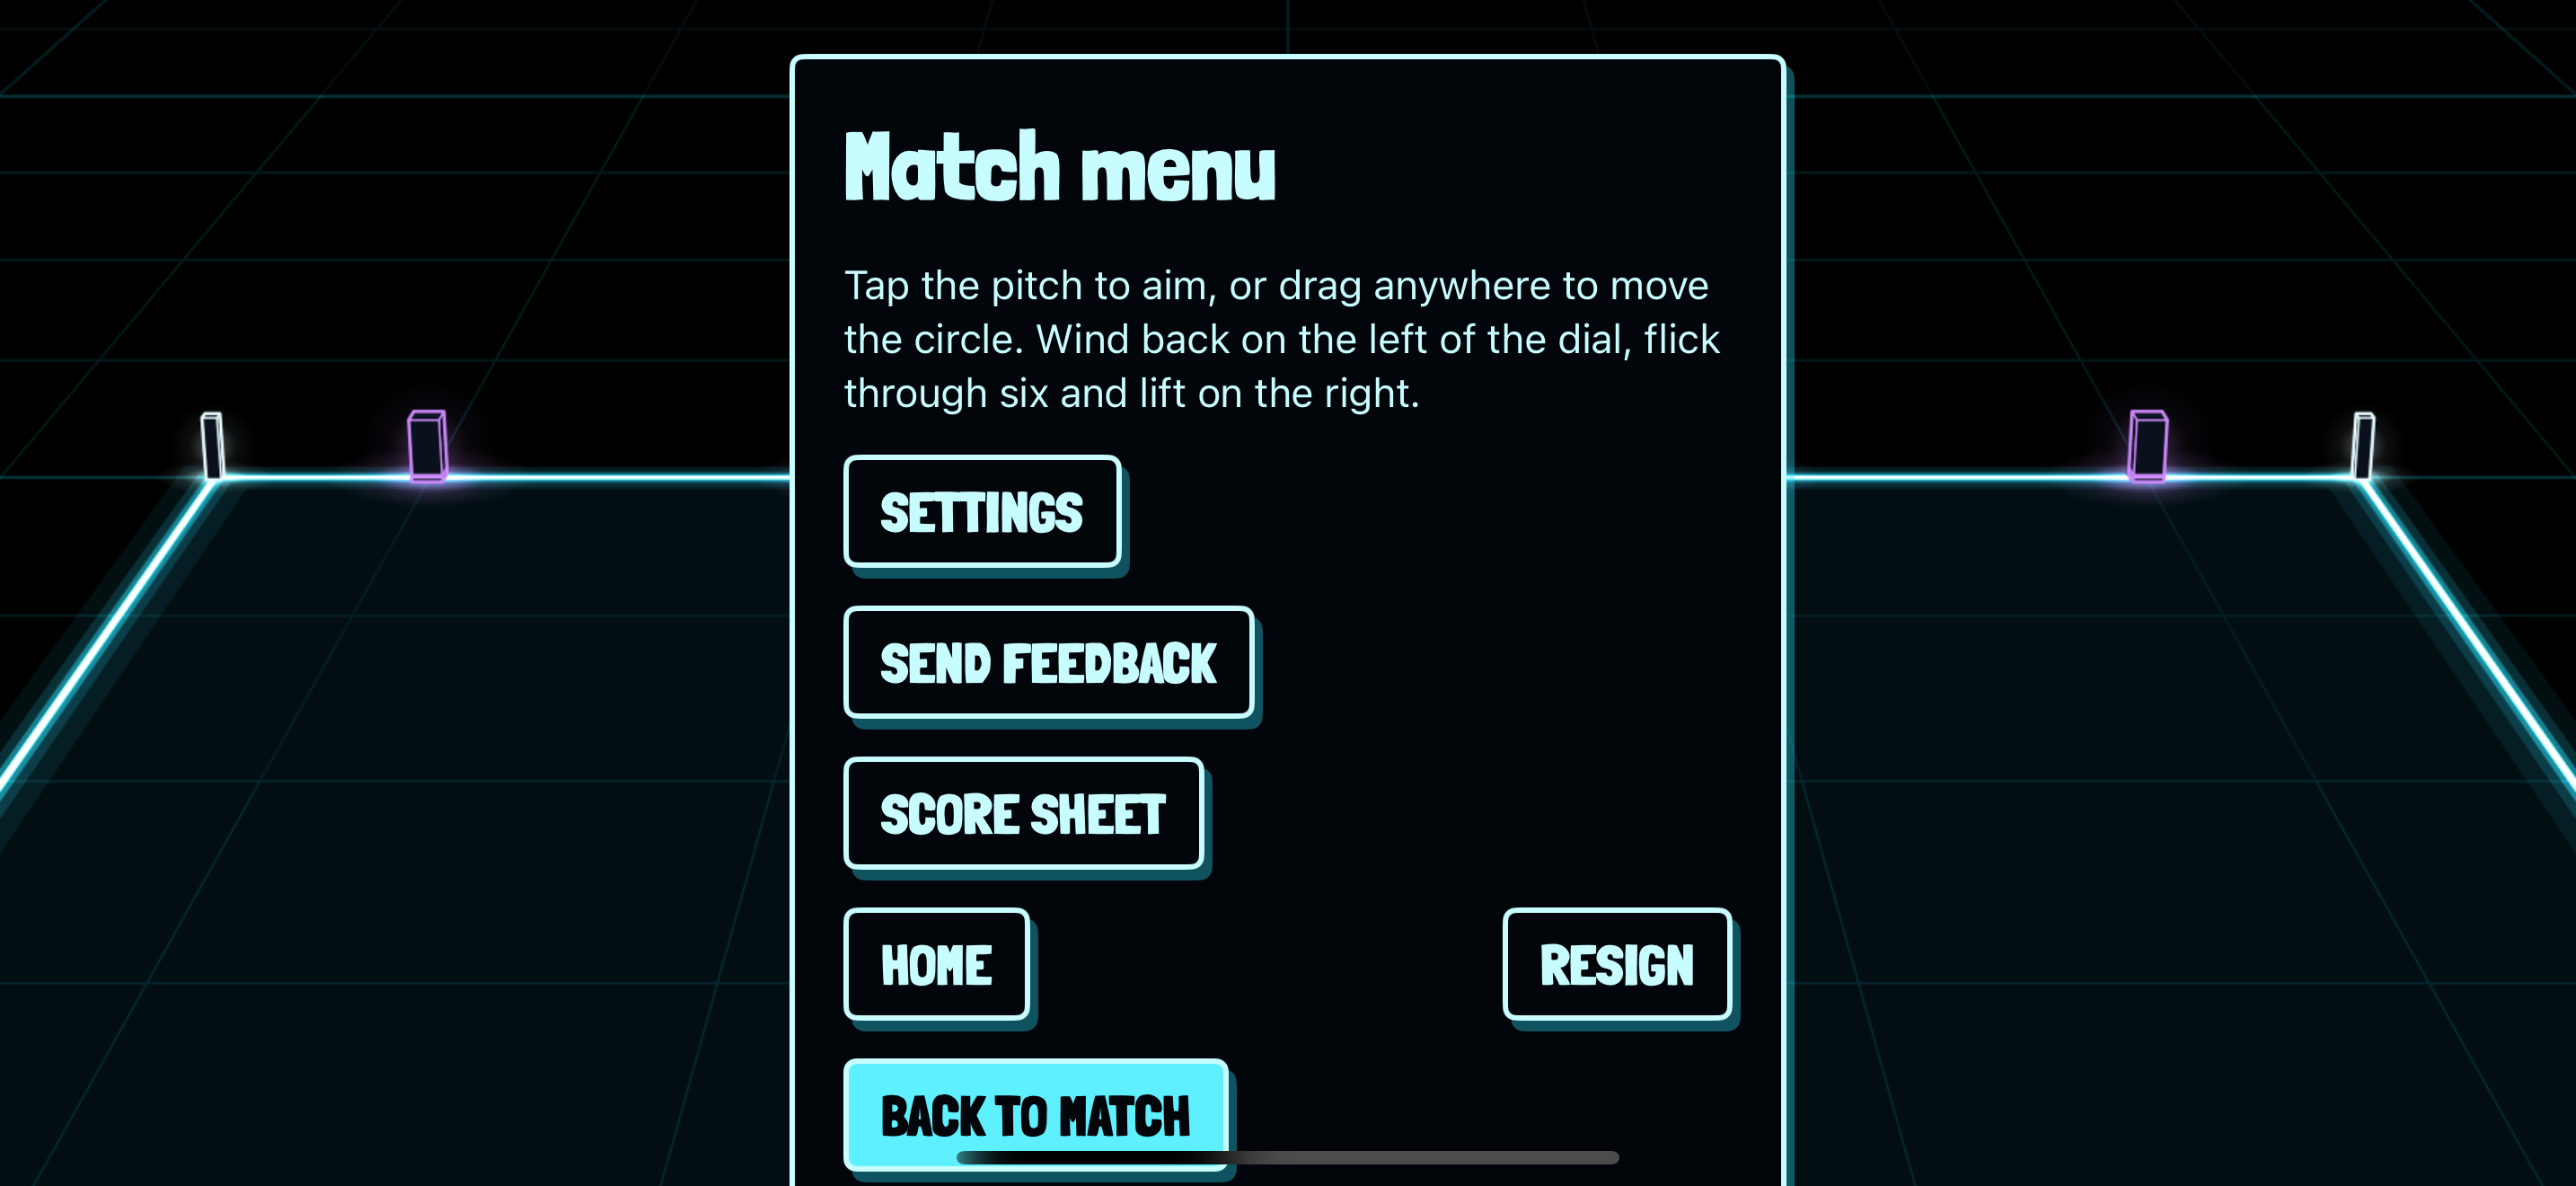 Match menu
Tap the pitch to aim, or drag anywhere to move
the circle. Wind back on the left of the dial, flick
through six and lift on the right.
SETTINGS
SEND FEEDBACK
SCORE SHEET
HOME
RESIGN
BACK TO MATCH